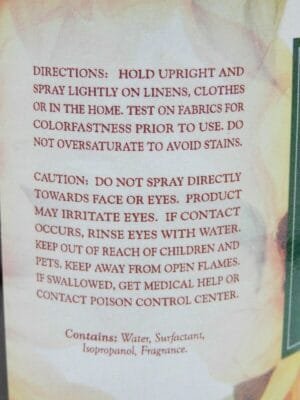 DIRECTIONS: HOLD UPRIGHT AND
SPRAY LIGHTLY ON LINENS, CLOTHES
OR IN THE HOME. TEST ON FABRICS FOR
COLORFASTNESS PRIOR TO USE. DO
NOT OVERSATURATE TO AVOID STAINS.
CAUTION: DO NOT SPRAY DIRECTLY
TOWARDS FACE OR EYES. PRODUCT
MAY IRRITATE EYES. IF CONTACT
OCCURS, RINSE EYES WITH WATER.
KEEP OUT OF REACH OF CHILDREN AND
PETS. KEEP AWAY FROM OPEN FLAMES.
IF SWALLOWED, GET MEDICAL HELP OR
CONTACT POISON CONTROL CENTER.
Contains: Water, Surfactant,
Isopropanol, Fragrance.